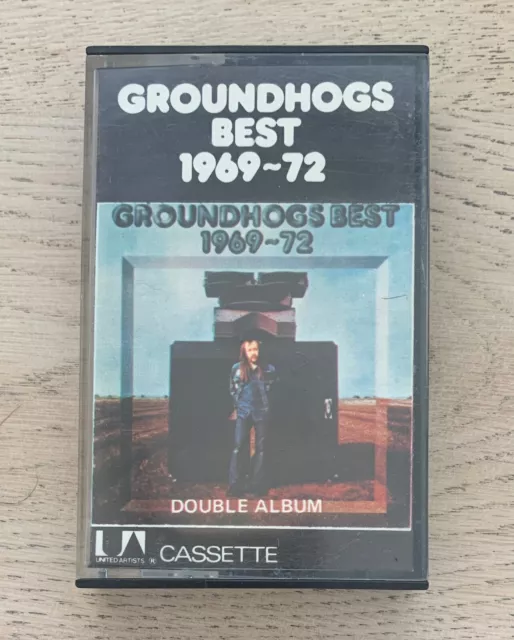 GROUNDHOGS
BEST
1969~72
GROUNDHOGS BEST
1969~72
DOUBLE ALBUM
UA
UNITED ARTISTS ® CASSETTE